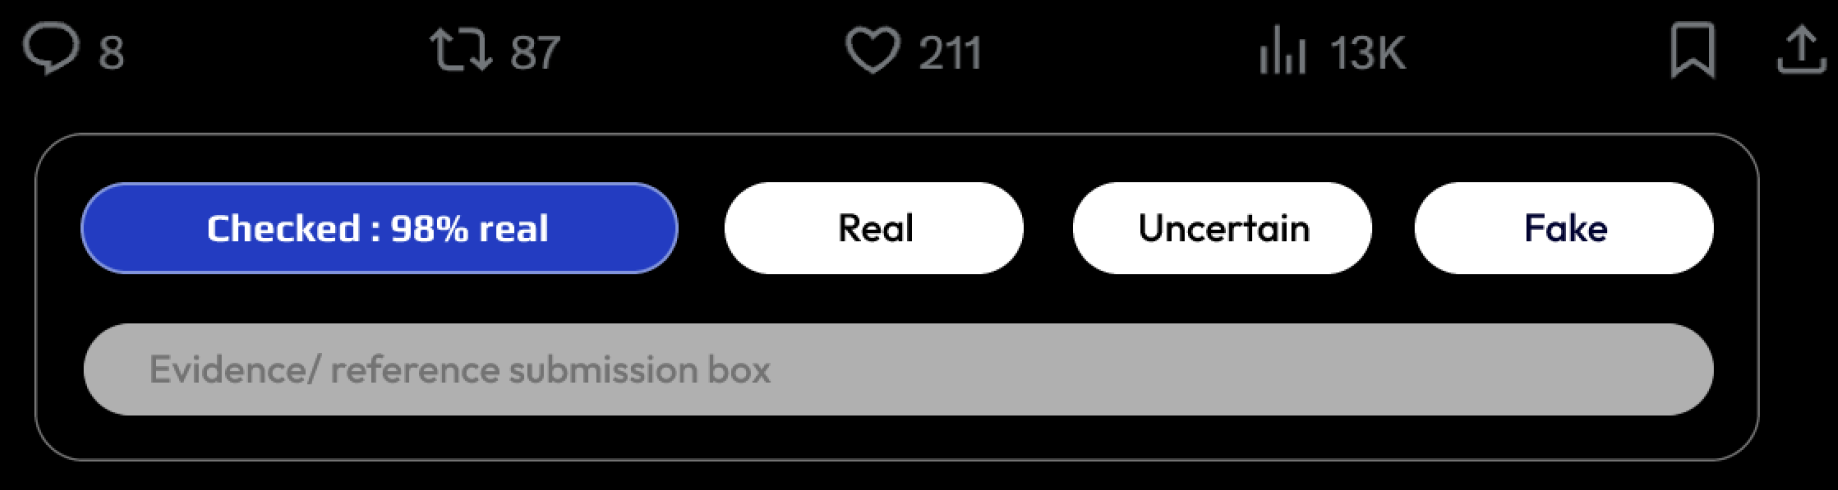 8 87 211 13K
Checked : 98% real Real Uncertain Fake
Evidence/ reference submission box